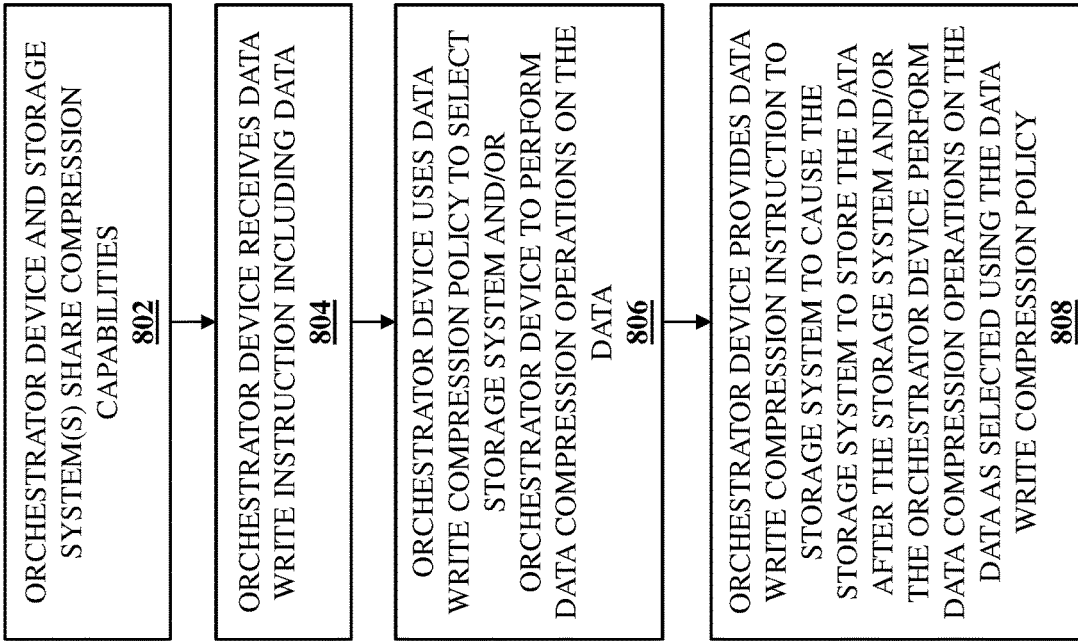 ORCHESTRATOR DEVICE AND STORAGE
SYSTEM(S) SHARE COMPRESSION
CAPABILITIES
802
ORCHESTRATOR DEVICE RECEIVES DATA
WRITE INSTRUCTION INCLUDING DATA
804
ORCHESTRATOR DEVICE USES DATA
WRITE COMPRESSION POLICY TO SELECT
STORAGE SYSTEM AND/OR
ORCHESTRATOR DEVICE TO PERFORM
DATA COMPRESSION OPERATIONS ON THE
DATA
806
ORCHESTRATOR DEVICE PROVIDES DATA
WRITE COMPRESSION INSTRUCTION TO
STORAGE SYSTEM TO CAUSE THE
STORAGE SYSTEM TO STORE THE DATA
AFTER THE STORAGE SYSTEM AND/OR
THE ORCHESTRATOR DEVICE PERFORM
DATA COMPRESSION OPERATIONS ON THE
DATA AS SELECTED USING THE DATA
WRITE COMPRESSION POLICY
808